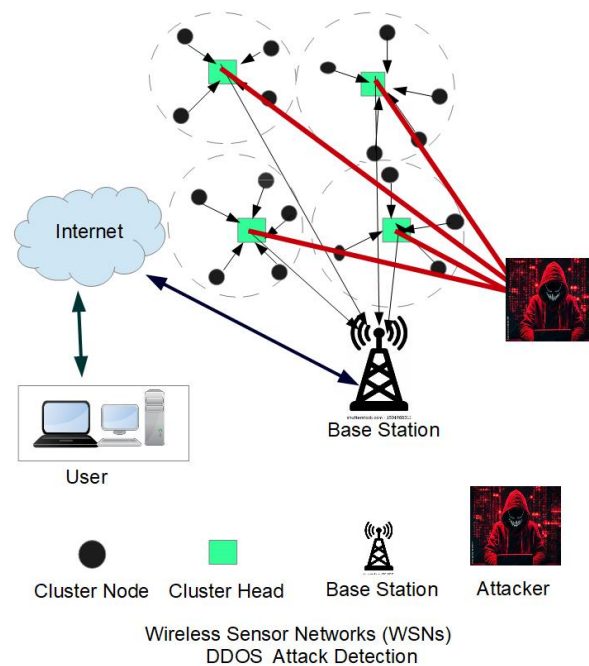 Internet
Base Station
User
Cluster Node
Cluster Head
Base Station
Attacker
Wireless Sensor Networks (WSNs)
DDOS Attack Detection